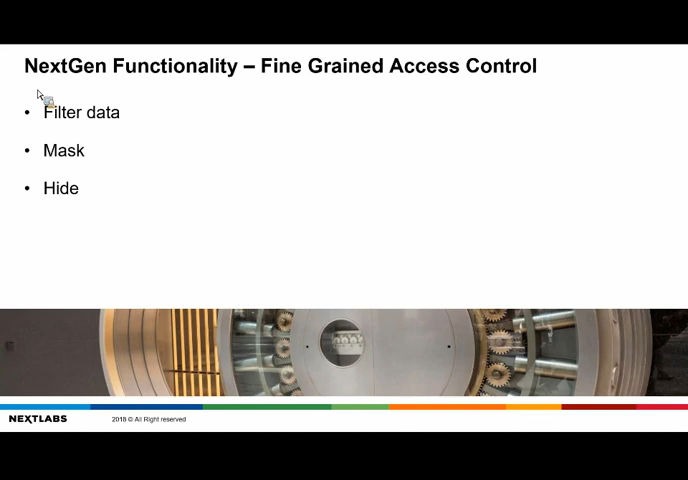 NextGen Functionality – Fine Grained Access Control
• Filter data
• Mask
• Hide
NEXTLABS
2018 © All Right reserved